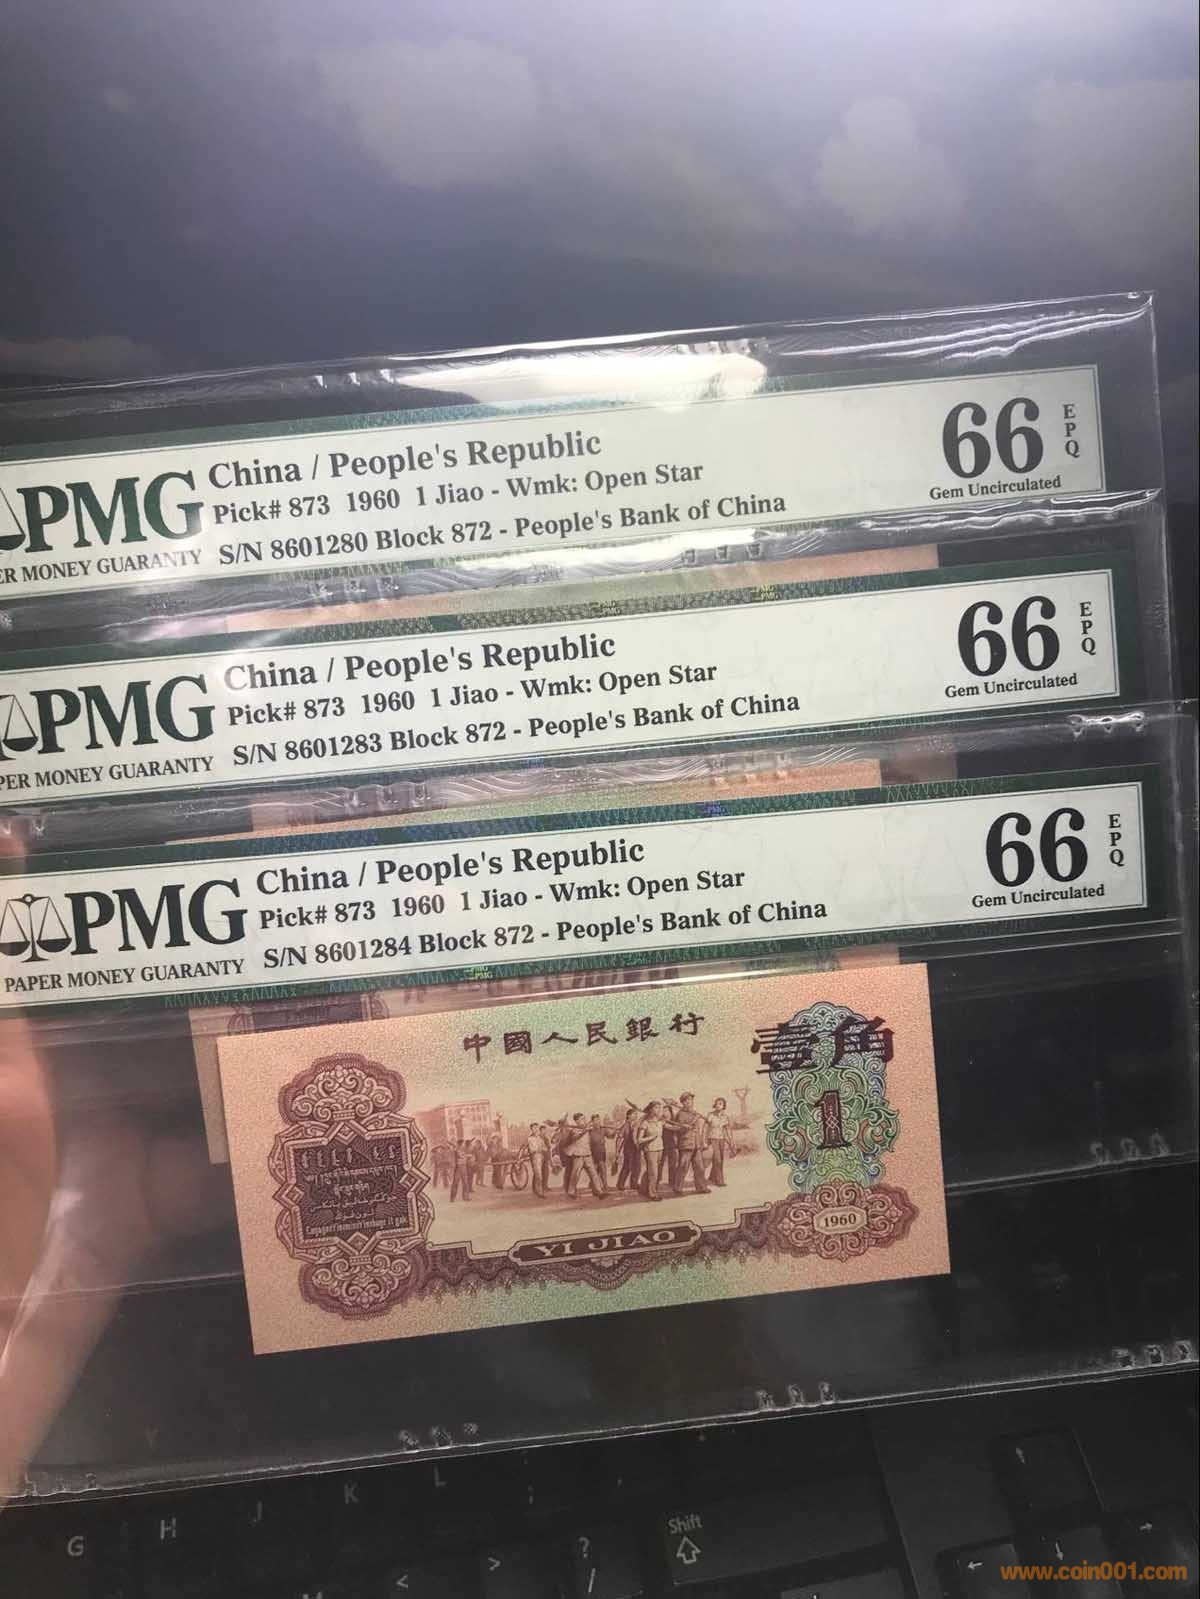 PMG
ER MONEY GUARANTY
China / People's Republic
Pick# 873 1960 1 Jiao - Wmk: Open Star
S/N 8601280 Block 872 - People's Bank of China
66
EPQ
Gem Uncirculated
PMG
PER MONEY GUARANTY
China / People's Republic
Pick# 873 1960 1 Jiao - Wmk: Open Star
S/N 8601283 Block 872 - People's Bank of China
66
EPQ
Gem Uncirculated
PMG
PAPER MONEY GUARANTY
China / People's Republic
Pick# 873 1960 1 Jiao - Wmk: Open Star
S/N 8601284 Block 872 - People's Bank of China
66
EPQ
Gem Uncirculated
中國人民銀行
壹角
1
1960
YI JIAO
G H J K L ;
< > ? /
Shift
www.coin001.com